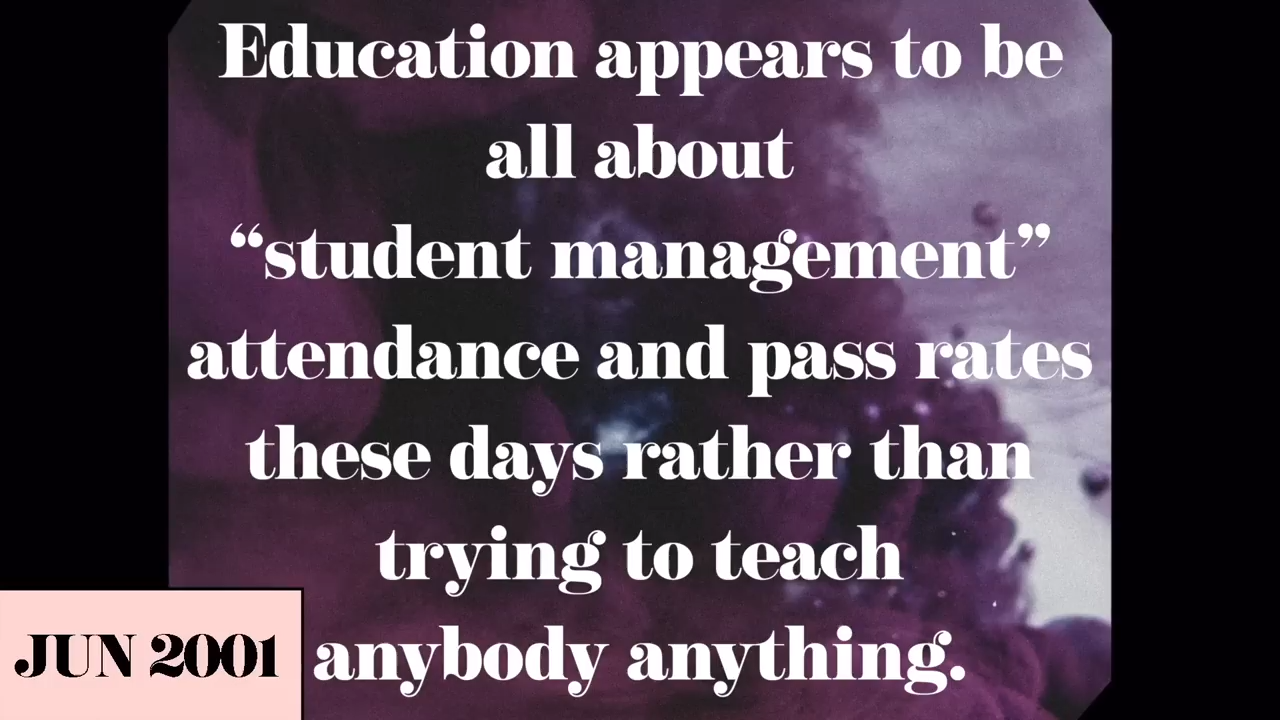 Education appears to be
all about
“student management”
attendance and pass rates
these days rather than
trying to teach
anybody anything.
JUN 2001